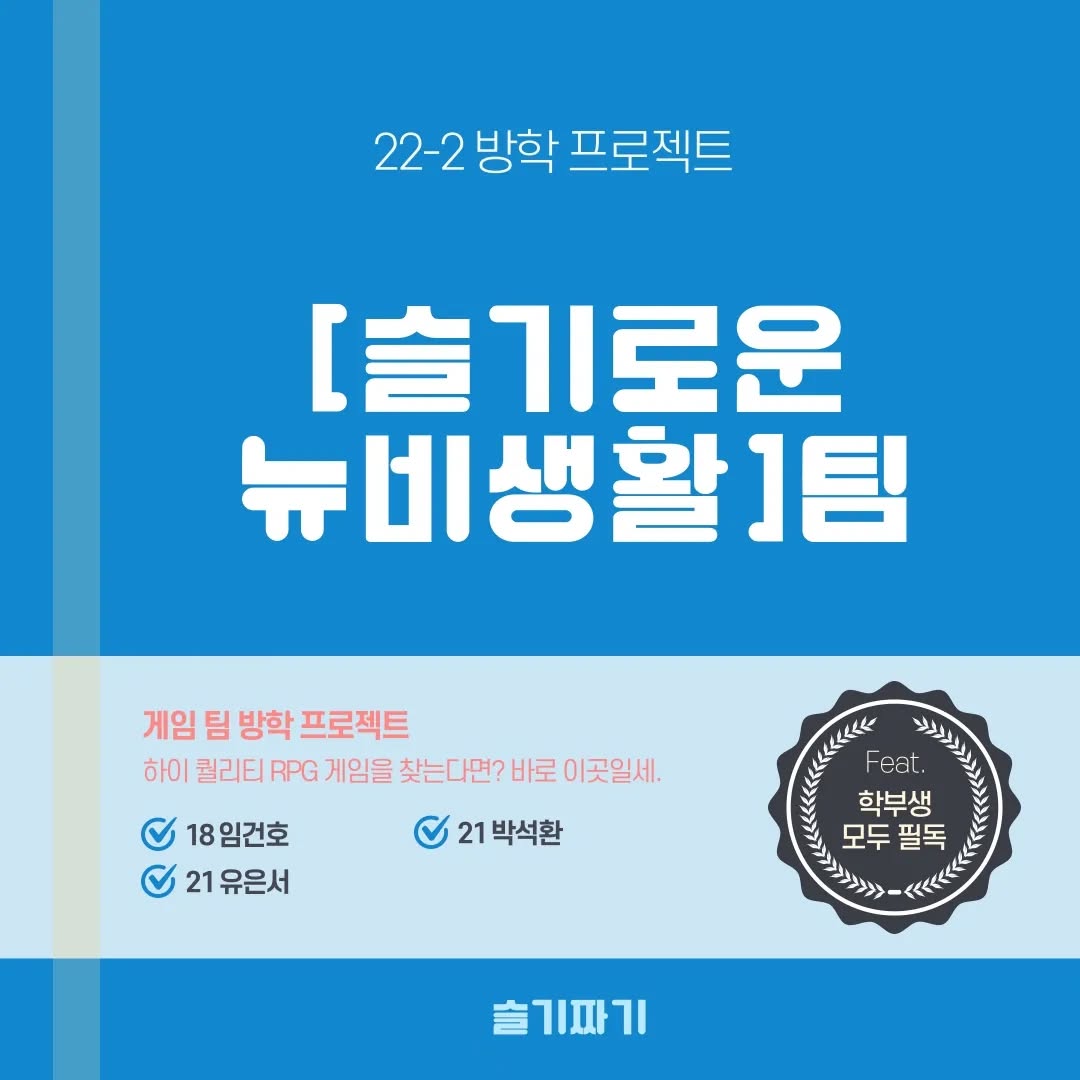 22-2 방학 프로젝트
[슬기로운
뉴비생활]팀
게임 팀 방학 프로젝트
하이 퀄리티 RPG 게임을 찾는다면? 바로 이곳일세.
18 임건호
21 박석환
21 유은서
Feat.
학부생
모두 필독
슬기짜기